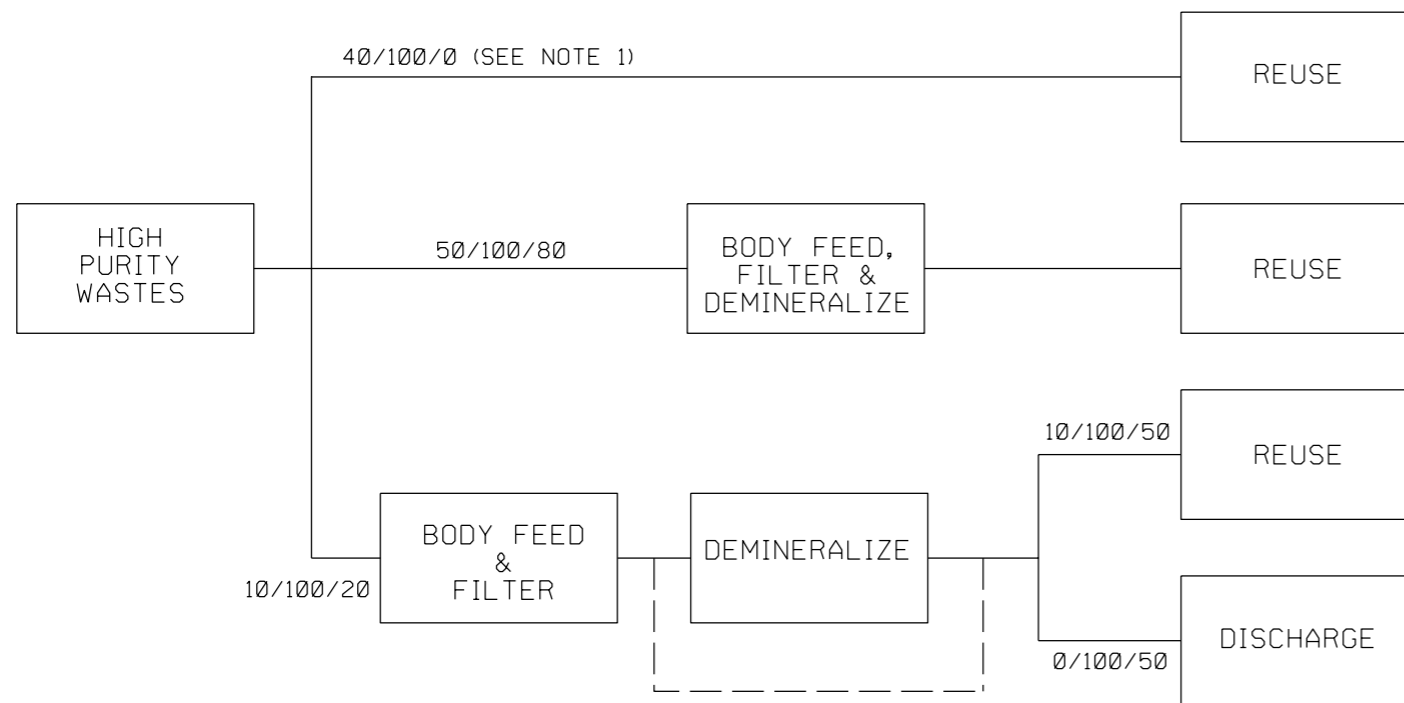 40/100/0 (SEE NOTE 1)
REUSE
HIGH
PURITY
WASTES
50/100/80
BODY FEED,
FILTER &
DEMINERALIZE
REUSE
10/100/20
BODY FEED
&
FILTER
DEMINERALIZE
10/100/50
REUSE
0/100/50
DISCHARGE